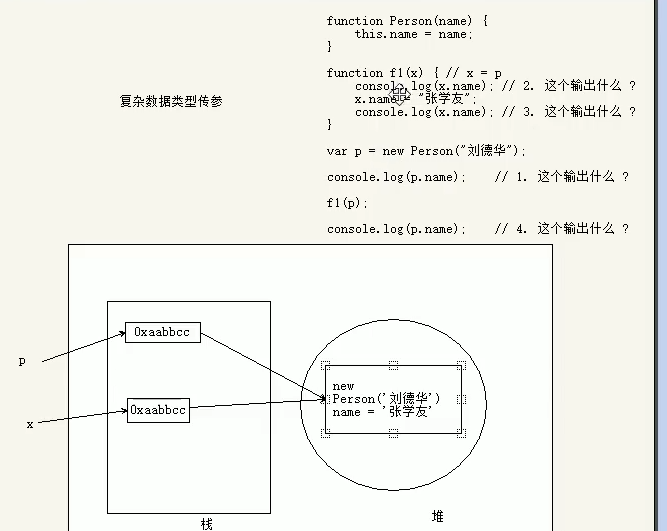 function Person(name) {
this.name = name;
}
function f1(x) { // x = p
console.log(x.name); // 2. 这个输出什么 ?
x.name = "张学友";
console.log(x.name); // 3. 这个输出什么 ?
}
复杂数据类型传参
var p = new Person("刘德华");
console.log(p.name); // 1. 这个输出什么 ?
f1(p);
console.log(p.name); // 4. 这个输出什么 ?
p
0xaabbcc
x
0xaabbcc
new
Person('刘德华')
name = '张学友'
栈
堆